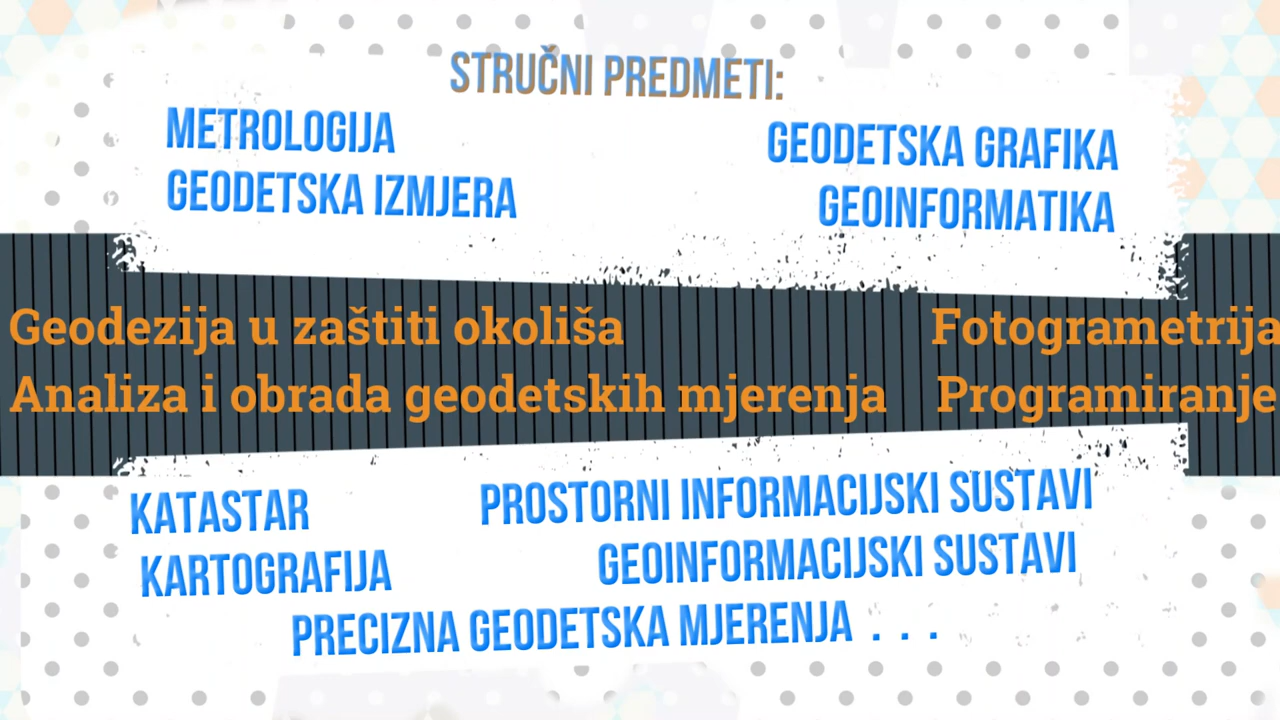 STRUČNI PREDMETI:
METROLOGIJA
GEODETSKA GRAFIKA
GEODETSKA IZMJERA
GEOINFORMATIKA
Geodezija u zaštiti okoliša
Fotogrametrija
Analiza i obrada geodetskih mjerenja
Programiranje
KATASTAR
PROSTORNI INFORMACIJSKI SUSTAVI
KARTOGRAFIJA
GEOINFORMACIJSKI SUSTAVI
PRECIZNA GEODETSKA MJERENJA . . .